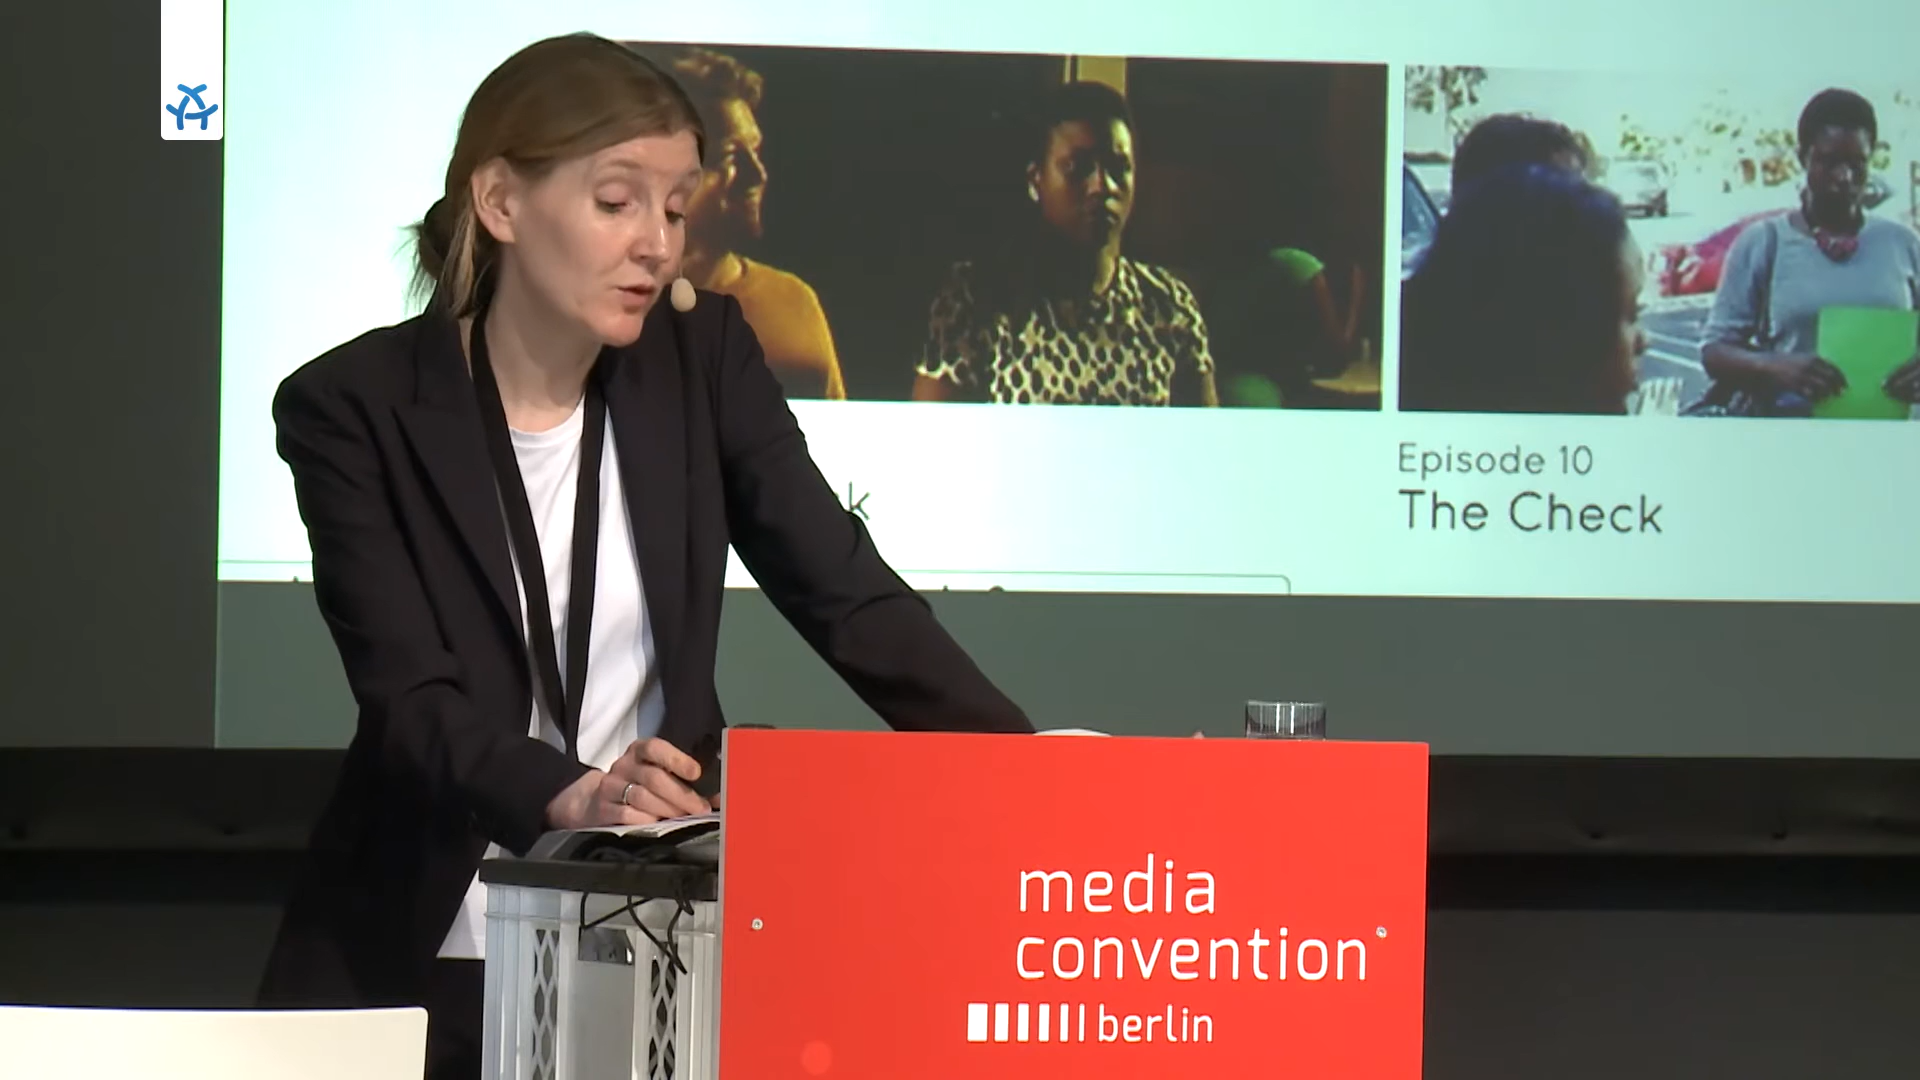 Episode 10
The Check
media
convention
berlin